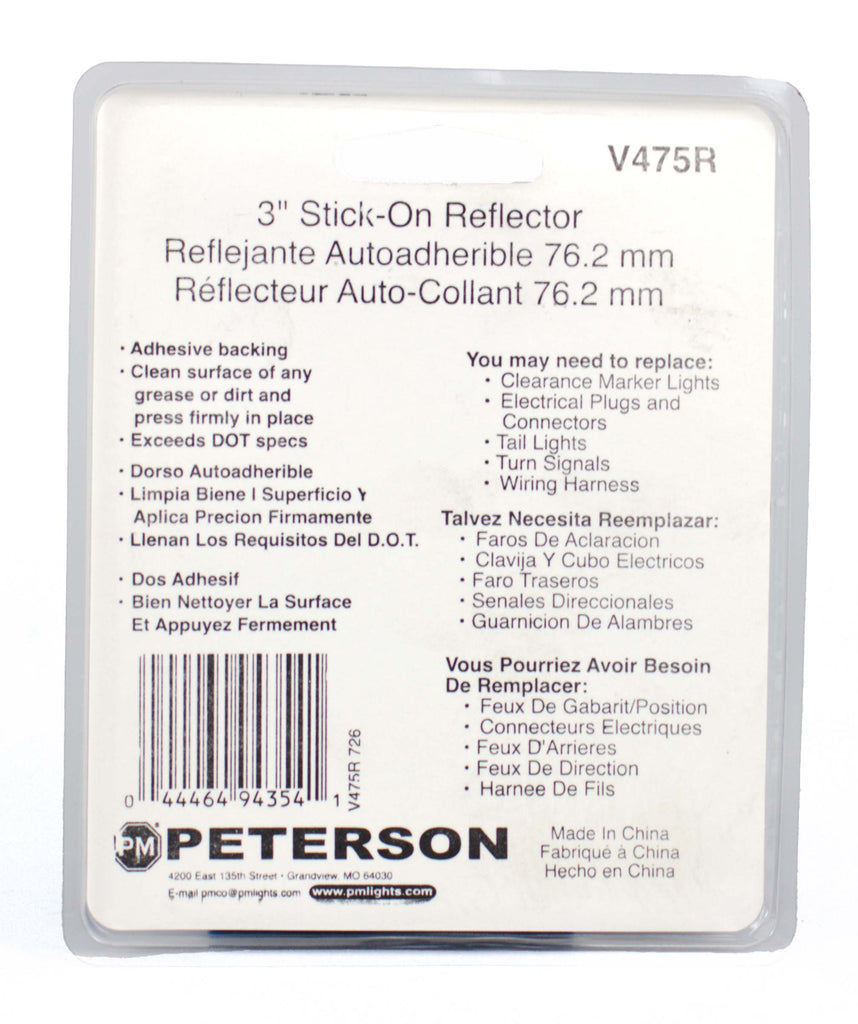 V475R
3" Stick-On Reflector
Reflejante Autoadherible 76.2 mm
Réflecteur Auto-Collant 76.2 mm
· Adhesive backing
· Clean surface of any
grease or dirt and
press firmly in place
· Exceeds DOT specs
· Dorso Autoadherible
· Limpia Biene l Superficio Y
Aplica Precion Firmamente
· Llenan Los Requisitos Del D.O.T.
· Dos Adhesif
· Bien Nettoyer La Surface
Et Appuyez Fermement
You may need to replace:
· Clearance Marker Lights
· Electrical Plugs and
Connectors
· Tail Lights
· Turn Signals
· Wiring Harness
Talvez Necesita Reemplazar:
· Faros De Aclaracion
· Clavija Y Cubo Electricos
· Faro Traseros
· Senales Direccionales
· Guarnicion De Alambres
Vous Pourriez Avoir Besoin
De Remplacer:
· Feux De Gabarit/Position
· Connecteurs Electriques
· Feux D'Arrieres
· Feux De Direction
· Harnee De Fils
0 44464 94354 1
V475R 726
PM® PETERSON
4200 East 135th Street · Grandview, MO 64030
E-mail pmco@pmlights.com www.pmlights.com
Made In China
Fabriqué à China
Hecho en China